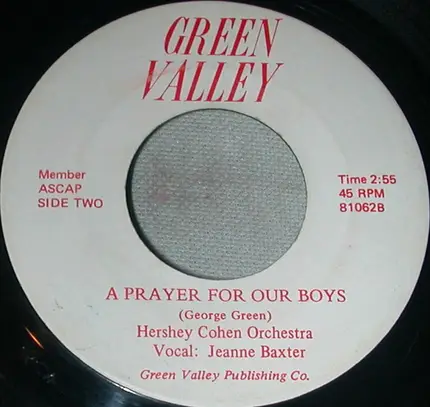 GREEN
VALLEY
Member
ASCAP
SIDE TWO
Time 2:55
45 RPM
81062B
A PRAYER FOR OUR BOYS
(George Green)
Hershey Cohen Orchestra
Vocal: Jeanne Baxter
Green Valley Publishing Co.